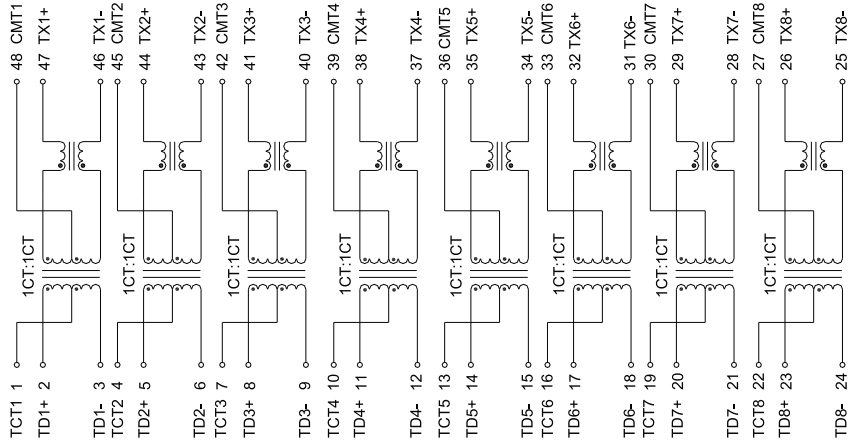 48 CMT1
47 TX1+
46 TX1-
45 CMT2
44 TX2+
43 TX2-
42 CMT3
41 TX3+
40 TX3-
39 CMT4
38 TX4+
37 TX4-
36 CMT5
35 TX5+
34 TX5-
33 CMT6
32 TX6+
31 TX6-
30 CMT7
29 TX7+
28 TX7-
27 CMT8
26 TX8+
25 TX8-
1CT:1CT
1CT:1CT
1CT:1CT
1CT:1CT
1CT:1CT
1CT:1CT
1CT:1CT
1CT:1CT
TCT1 1
TD1+ 2
TD1- 3
TCT2 4
TD2+ 5
TD2- 6
TCT3 7
TD3+ 8
TD3- 9
TCT4 10
TD4+ 11
TD4- 12
TCT5 13
TD5+ 14
TD5- 15
TCT6 16
TD6+ 17
TD6- 18
TCT7 19
TD7+ 20
TD7- 21
TCT8 22
TD8+ 23
TD8- 24